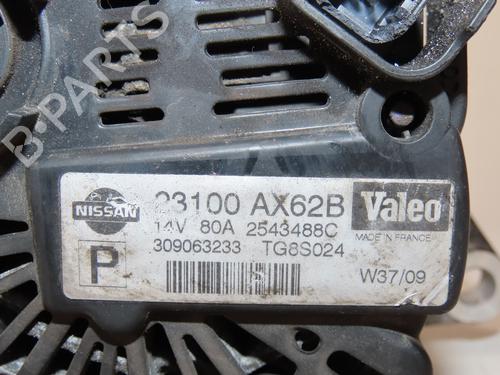 B-PARTS
NISSAN
23100 AX62B
Valeo
14V 80A 2543488C
MADE IN FRANCE
309063233 TG8S024
P
W37/09